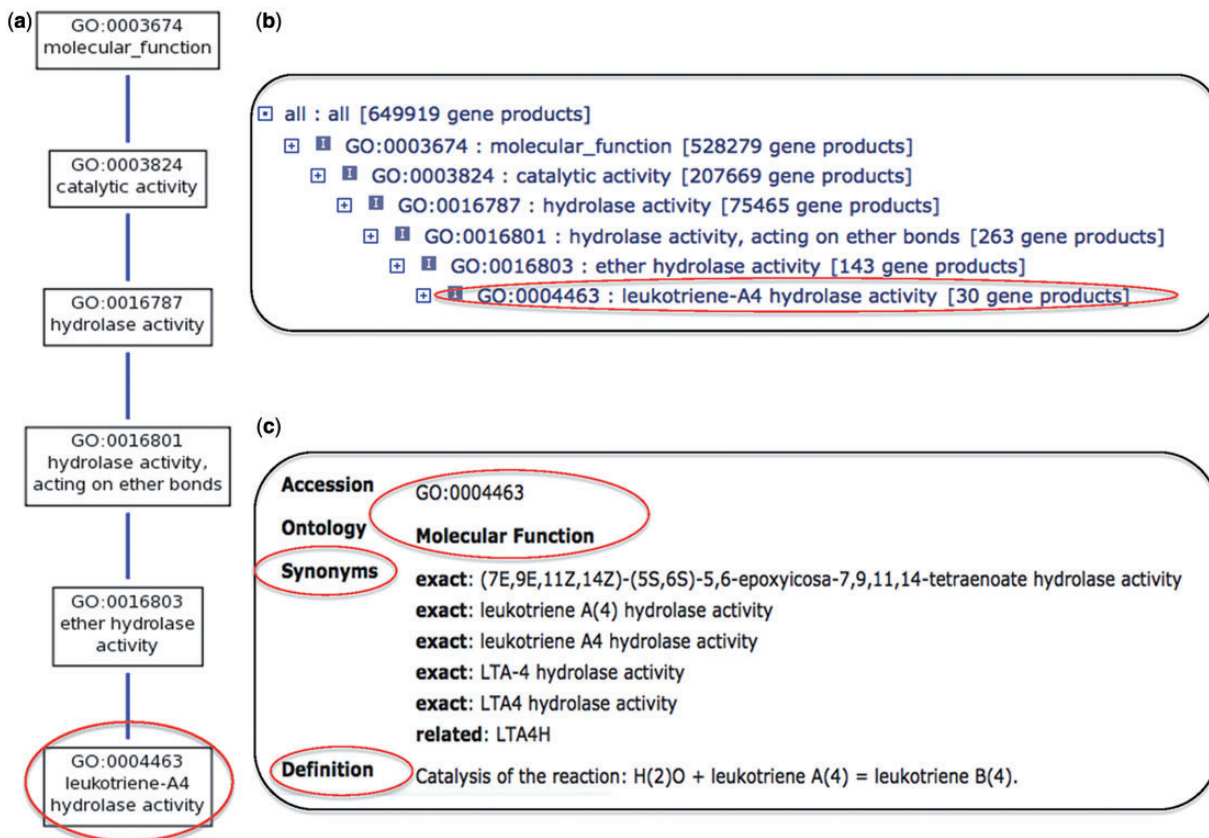 (a)
GO:0003674
molecular_function
GO:0003824
catalytic activity
GO:0016787
hydrolase activity
GO:0016801
hydrolase activity,
acting on ether bonds
GO:0016803
ether hydrolase
activity
GO:0004463
leukotriene-A4
hydrolase activity
(b)
all : all [649919 gene products]
I GO:0003674 : molecular_function [528279 gene products]
I GO:0003824 : catalytic activity [207669 gene products]
I GO:0016787 : hydrolase activity [75465 gene products]
I GO:0016801 : hydrolase activity, acting on ether bonds [263 gene products]
I GO:0016803 : ether hydrolase activity [143 gene products]
I GO:0004463 : leukotriene-A4 hydrolase activity [30 gene products]
(c)
Accession GO:0004463
Ontology Molecular Function
Synonyms exact: (7E,9E,11Z,14Z)-(5S,6S)-5,6-epoxyicosa-7,9,11,14-tetraenoate hydrolase activity
exact: leukotriene A(4) hydrolase activity
exact: leukotriene A4 hydrolase activity
exact: LTA-4 hydrolase activity
exact: LTA4 hydrolase activity
related: LTA4H
Definition Catalysis of the reaction: H(2)O + leukotriene A(4) = leukotriene B(4).